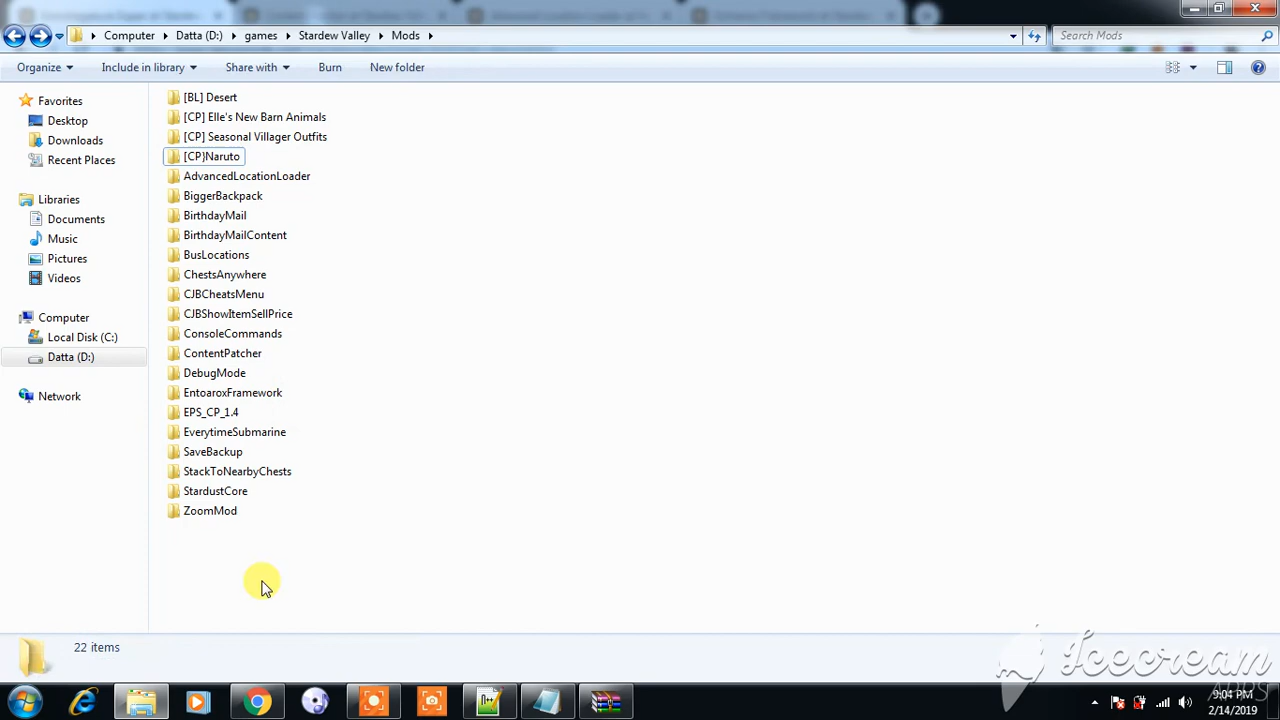 Computer Data (D:) games Stardew Valley Mods Search Mods
Organize Include in library Share with Burn New folder
Favorites
Desktop
Downloads
Recent Places
Libraries
Documents
Music
Pictures
Videos
Computer
Local Disk (C:)
Datta (D:)
Network
[BL] Desert
[CP] Elle's New Barn Animals
[CP] Seasonal Villager Outfits
[CP}Naruto
AdvancedLocationLoader
BiggerBackpack
BirthdayMail
BirthdayMailContent
BusLocations
ChestsAnywhere
CJBCheatsMenu
CJBShowItemSellPrice
ConsoleCommands
ContentPatcher
DebugMode
EntoaroxFramework
EPS_CP_1.4
EverytimeSubmarine
SaveBackup
StackToNearbyChests
StardustCore
ZoomMod
22 items
Icecream
Apps
9:04 PM
2/14/2019